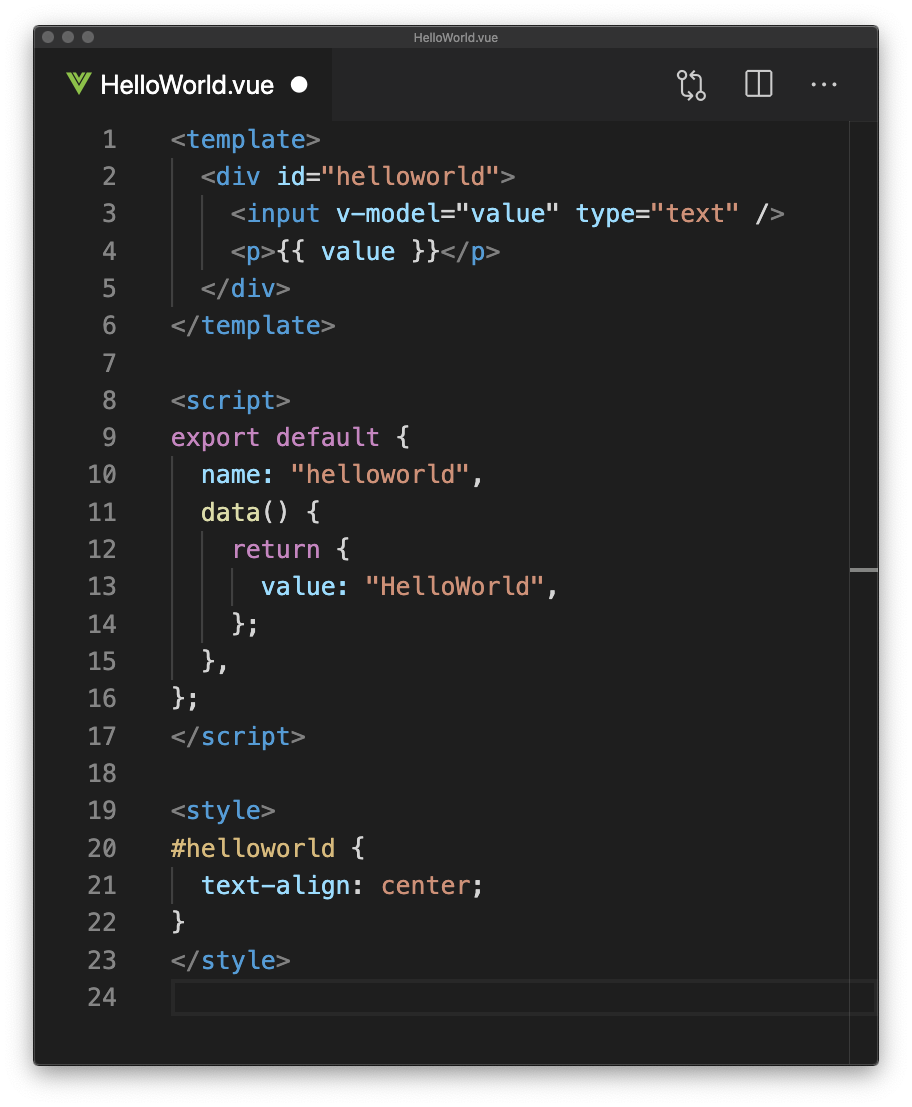 HelloWorld.vue
HelloWorld.vue
1 <template>
2   <div id="helloworld">
3     <input v-model="value" type="text" />
4     <p>{{ value }}</p>
5   </div>
6 </template>
7
8 <script>
9 export default {
10   name: "helloworld",
11   data() {
12     return {
13       value: "HelloWorld",
14     };
15   },
16 };
17 </script>
18
19 <style>
20 #helloworld {
21   text-align: center;
22 }
23 </style>
24